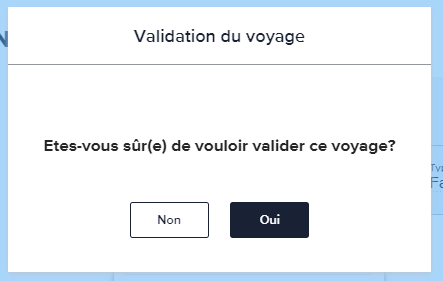 Validation du voyage
Etes-vous sûr(e) de vouloir valider ce voyage?
Non
Oui